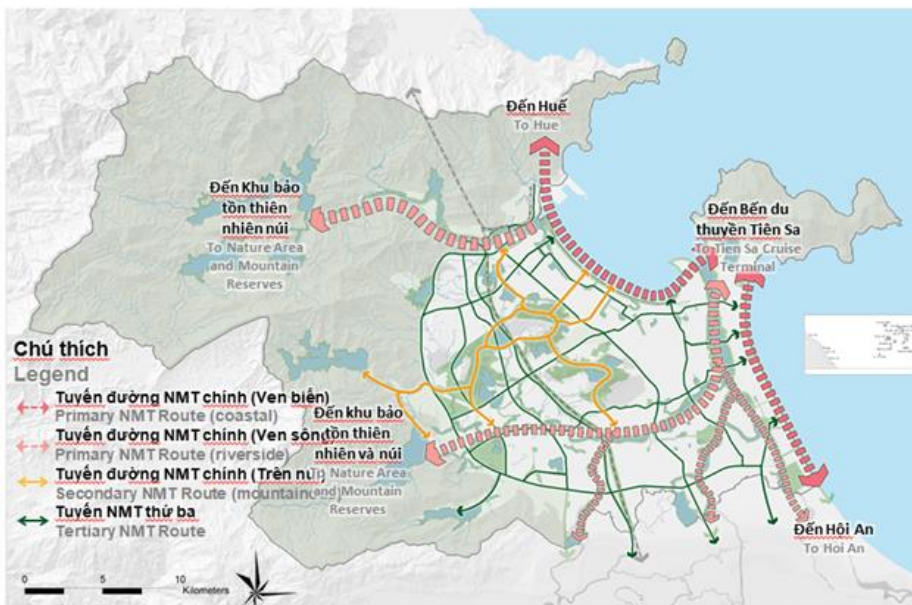 Đến Huế
To Hue
Đến Khu bảo
tồn thiên
nhiên núi
To Nature Area
and Mountain
Reserves
Đến Bến du
thuyền Tiên Sa
To Tien Sa Cruise
Terminal
Chú thích
Legend
Tuyến đường NMT chính (Ven biển)
Primary NMT Route (coastal)
Tuyến đường NMT chính (Ven sông)
Primary NMT Route (riverside)
Tuyến đường NMT chính (Trên núi)
Secondary NMT Route
Tuyến NMT thứ ba
Tertiary NMT Route
Đến khu bảo
tồn thiên
nhiên và núi
To Nature Area
and Mountain
Reserves
Đến Hội An
To Hoi An
0 5 10
Kilometers